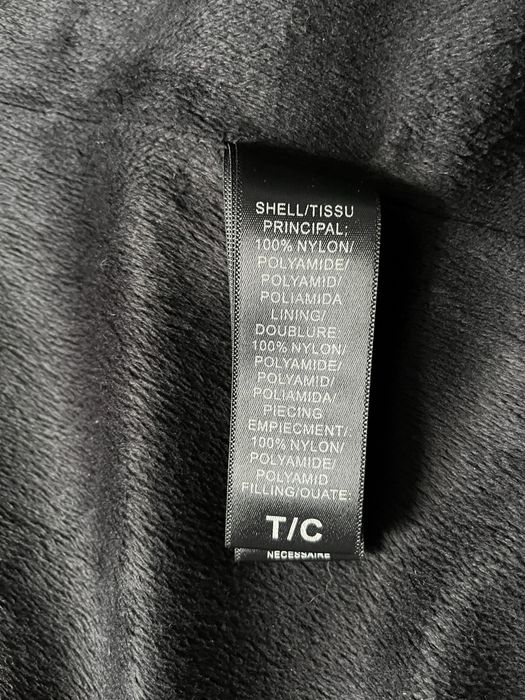 SHELL/TISSU
PRINCIPAL:
100% NYLON/
POLYAMIDE/
POLYAMID/
POLIAMIDA
LINING/
DOUBLURE:
100% NYLON/
POLYAMIDE/
POLYAMID/
POLIAMIDA/
PIECING
EMPIECMENT/
100% NYLON/
POLYAMIDE/
POLYAMID
FILLING/OUATE:
T/C
NECESSAIRE